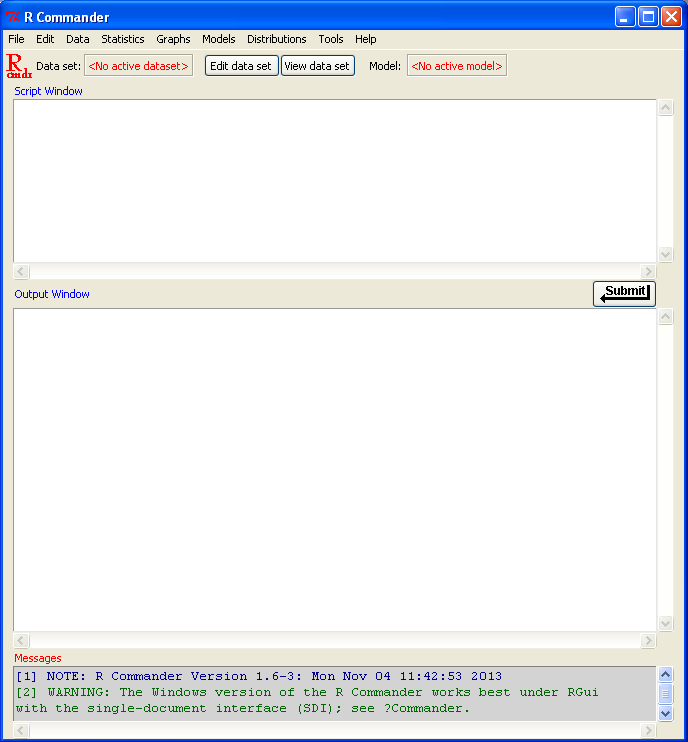 R Commander
File Edit Data Statistics Graphs Models Distributions Tools Help
R cmdr Data set: <No active dataset> Edit data set View data set Model: <No active model>
Script Window
Output Window Submit
Messages
[1] NOTE: R Commander Version 1.6-3: Mon Nov 04 11:42:53 2013
[2] WARNING: The Windows version of the R Commander works best under RGui
with the single-document interface (SDI); see ?Commander.